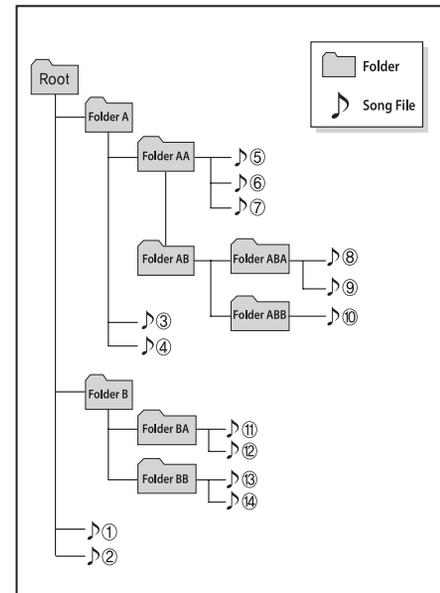 Root
Folder
Song File
Folder A
Folder AA
⑤
⑥
⑦
Folder AB
Folder ABA
⑧
⑨
Folder ABB
⑩
③
④
Folder B
Folder BA
⑪
⑫
Folder BB
⑬
⑭
①
②